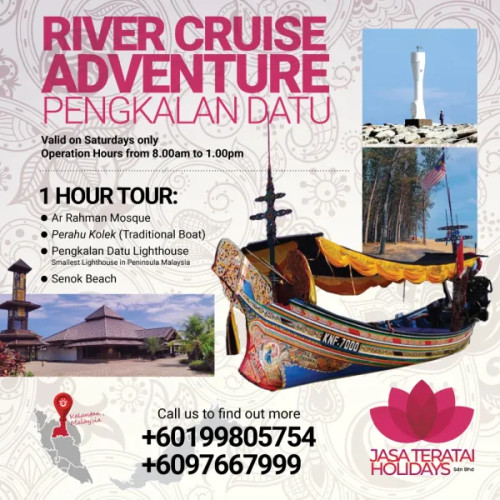 RIVER CRUISE
ADVENTURE
PENGKALAN DATU
Valid on Saturdays only
Operation Hours from 8.00am to 1.00pm
1 HOUR TOUR:
Ar Rahman Mosque
Perahu Kolek (Traditional Boat)
Pengkalan Datu Lighthouse
Smallest Lighthouse in Peninsula Malaysia
Senok Beach
KNF.7000
Kelantan,
Malaysia
Call us to find out more
+60199805754
+6097667999
JASA TERATAI
HOLIDAYS Sdn Bhd